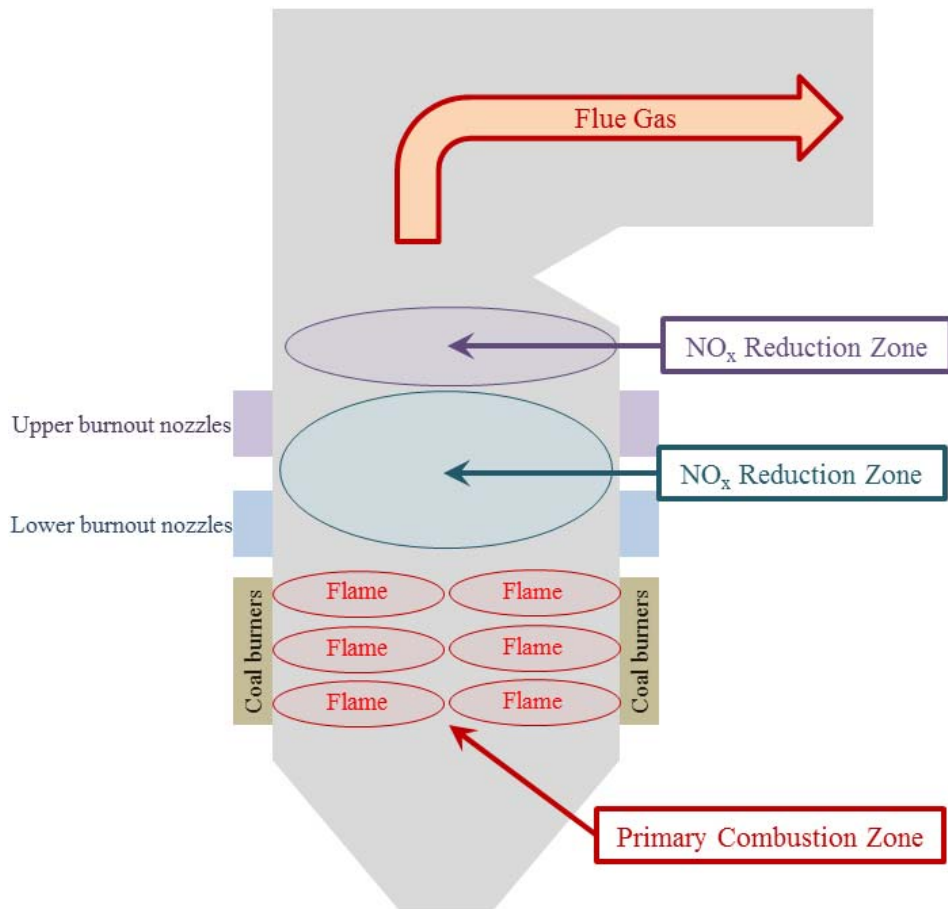 Flue Gas
NOₓ Reduction Zone
Upper burnout nozzles
NOₓ Reduction Zone
Lower burnout nozzles
Coal burners
Flame
Flame
Flame
Flame
Flame
Flame
Coal burners
Primary Combustion Zone